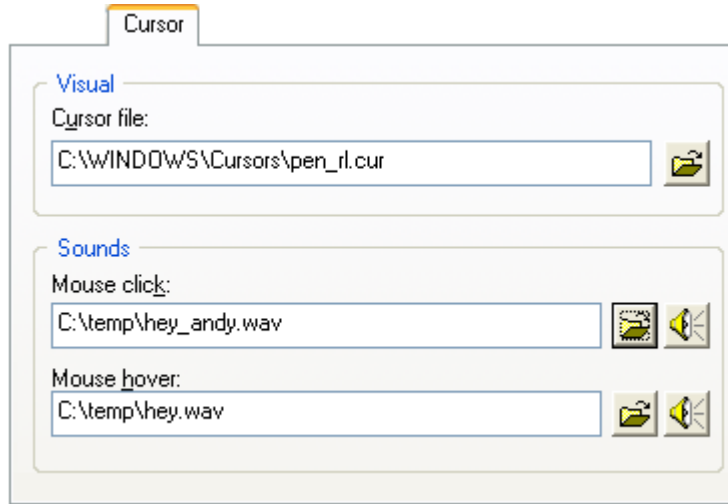 Cursor
Visual
Cursor file:
C:\WINDOWS\Cursors\pen_rl.cur
Sounds
Mouse click:
C:\temp\hey_andy.wav
Mouse hover:
C:\temp\hey.wav